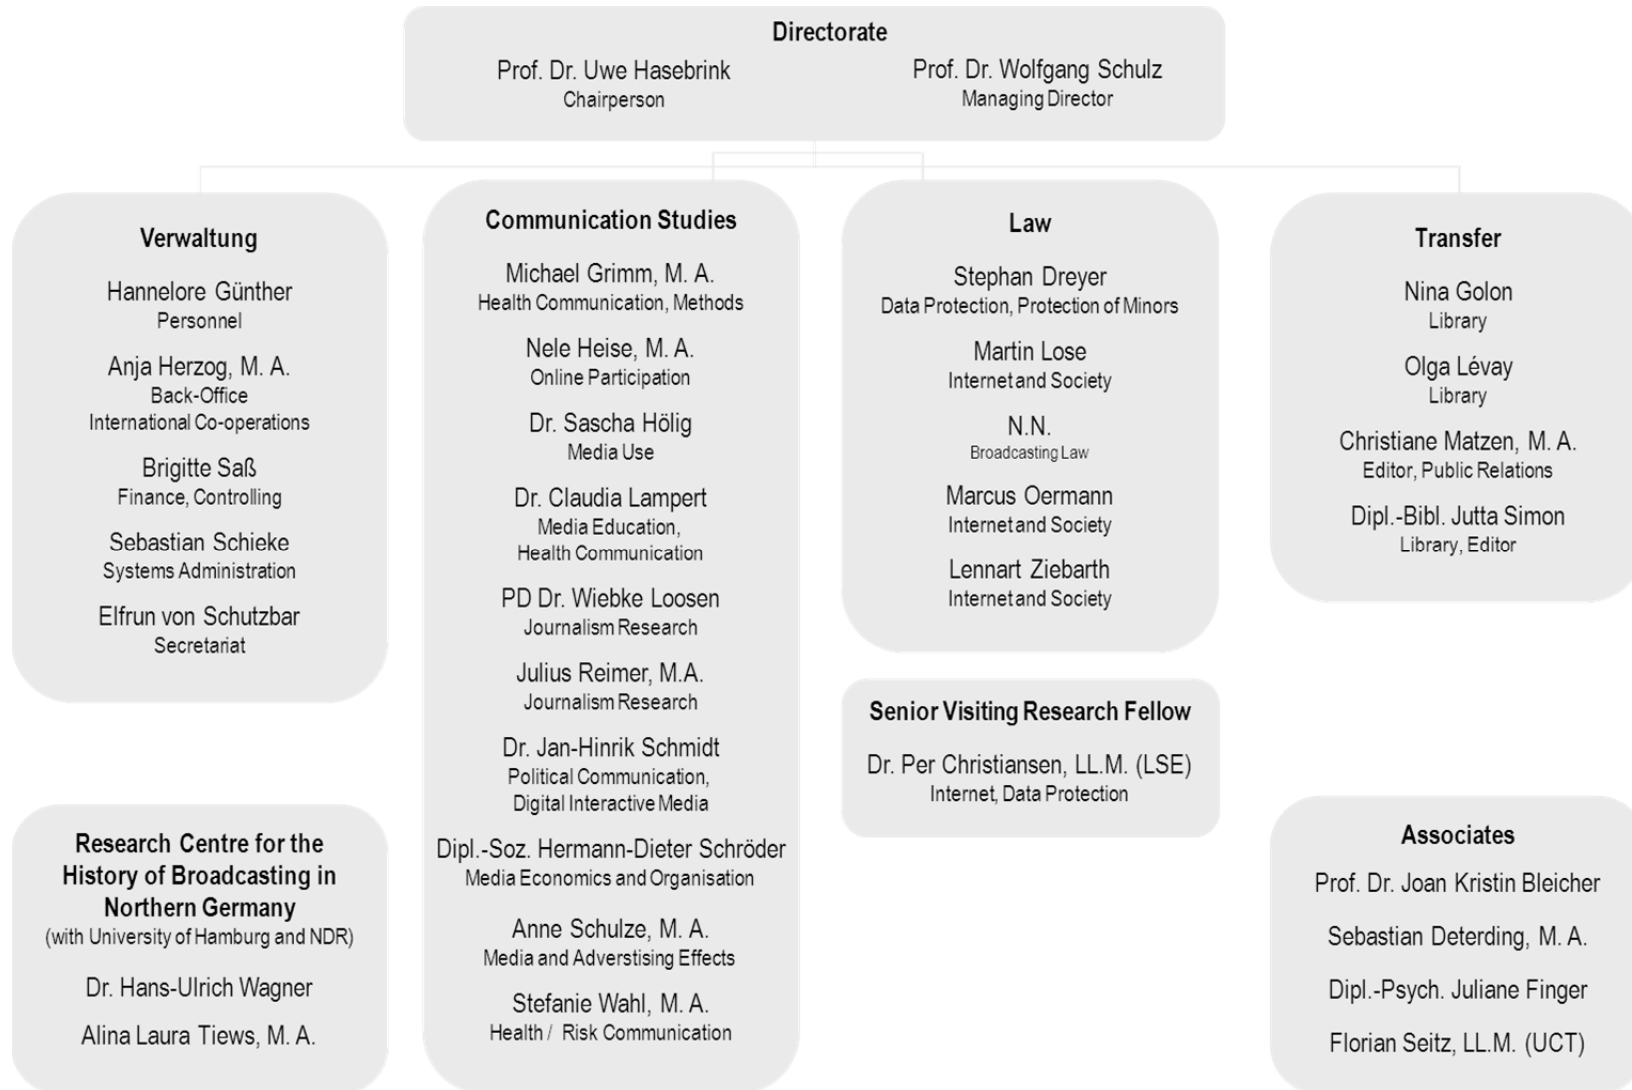 Directorate
Prof. Dr. Uwe Hasebrink
Chairperson
Prof. Dr. Wolfgang Schulz
Managing Director
Verwaltung
Hannelore Günther
Personnel
Anja Herzog, M. A.
Back-Office
International Co-operations
Brigitte Saß
Finance, Controlling
Sebastian Schieke
Systems Administration
Elfrun von Schutzbar
Secretariat
Communication Studies
Michael Grimm, M. A.
Health Communication, Methods
Nele Heise, M. A.
Online Participation
Dr. Sascha Hölig
Media Use
Dr. Claudia Lampert
Media Education,
Health Communication
PD Dr. Wiebke Loosen
Journalism Research
Julius Reimer, M.A.
Journalism Research
Dr. Jan-Hinrik Schmidt
Political Communication,
Digital Interactive Media
Dipl.-Soz. Hermann-Dieter Schröder
Media Economics and Organisation
Anne Schulze, M. A.
Media and Adverstising Effects
Stefanie Wahl, M. A.
Health / Risk Communication
Law
Stephan Dreyer
Data Protection, Protection of Minors
Martin Lose
Internet and Society
N.N.
Broadcasting Law
Marcus Oermann
Internet and Society
Lennart Ziebarth
Internet and Society
Transfer
Nina Golon
Library
Olga Lévay
Library
Christiane Matzen, M. A.
Editor, Public Relations
Dipl.-Bibl. Jutta Simon
Library, Editor
Senior Visiting Research Fellow
Dr. Per Christiansen, LL.M. (LSE)
Internet, Data Protection
Research Centre for the
History of Broadcasting in
Northern Germany
(with University of Hamburg and NDR)
Dr. Hans-Ulrich Wagner
Alina Laura Tiews, M. A.
Associates
Prof. Dr. Joan Kristin Bleicher
Sebastian Deterding, M. A.
Dipl.-Psych. Juliane Finger
Florian Seitz, LL.M. (UCT)